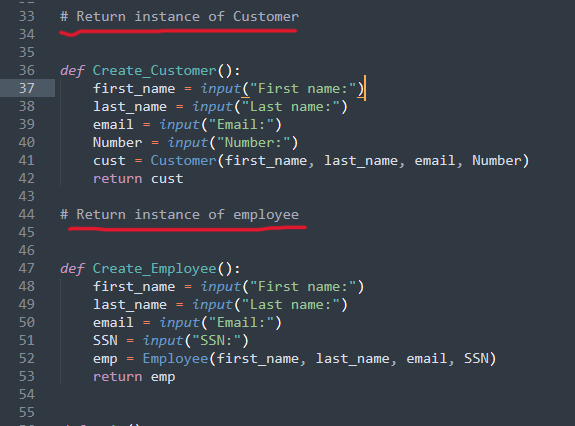 33 # Return instance of Customer
34
35
36 def Create_Customer():
37 first_name = input("First name:")
38 last_name = input("Last name:")
39 email = input("Email:")
40 Number = input("Number:")
41 cust = Customer(first_name, last_name, email, Number)
42 return cust
43
44 # Return instance of employee
45
46
47 def Create_Employee():
48 first_name = input("First name:")
49 last_name = input("Last name:")
50 email = input("Email:")
51 SSN = input("SSN:")
52 emp = Employee(first_name, last_name, email, SSN)
53 return emp
54
55